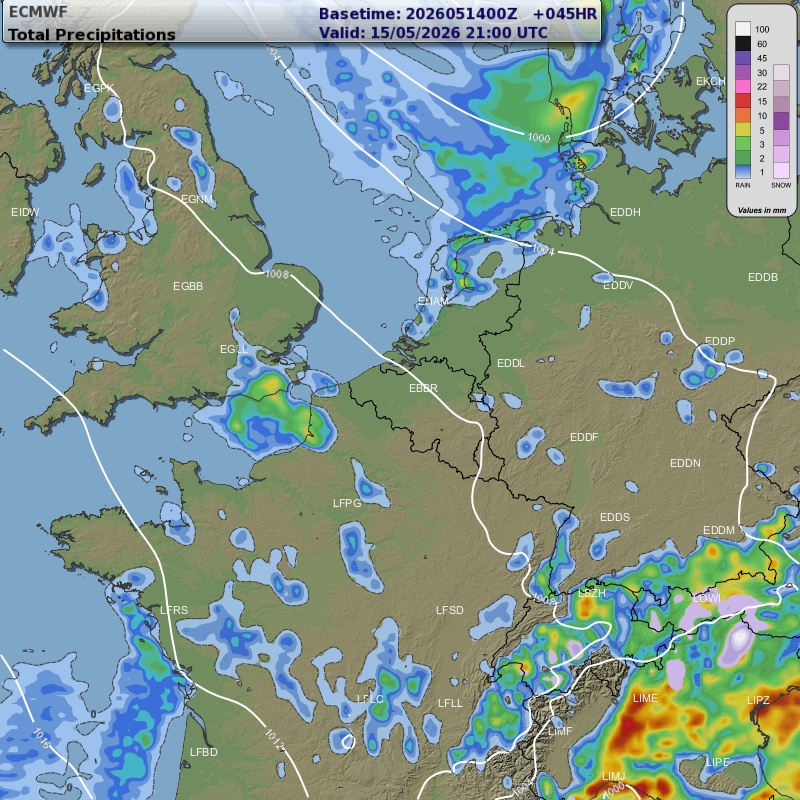 ECMWF
Basetime: 2026051400Z +045HR
Total Precipitations
Valid: 15/05/2026 21:00 UTC
100
60
45
30
22
15
10
5
3
2
1
RAIN
SNOW
Values in mm
EGPK
EKCH
1000
EGNM
EIDW
EDDH
1004
1008
EGBB
EDDV
EDDB
EHAM
EGLL
EDDP
EDDL
EBBR
EDDF
EDDN
LFPG
EDDS
EDDM
LSZH
LOWI
LFRS
LFSD
LFLC
LFLL
LIME
LIPZ
LIMF
1016
1012
LFBD
LIPE
LIMJ
1000